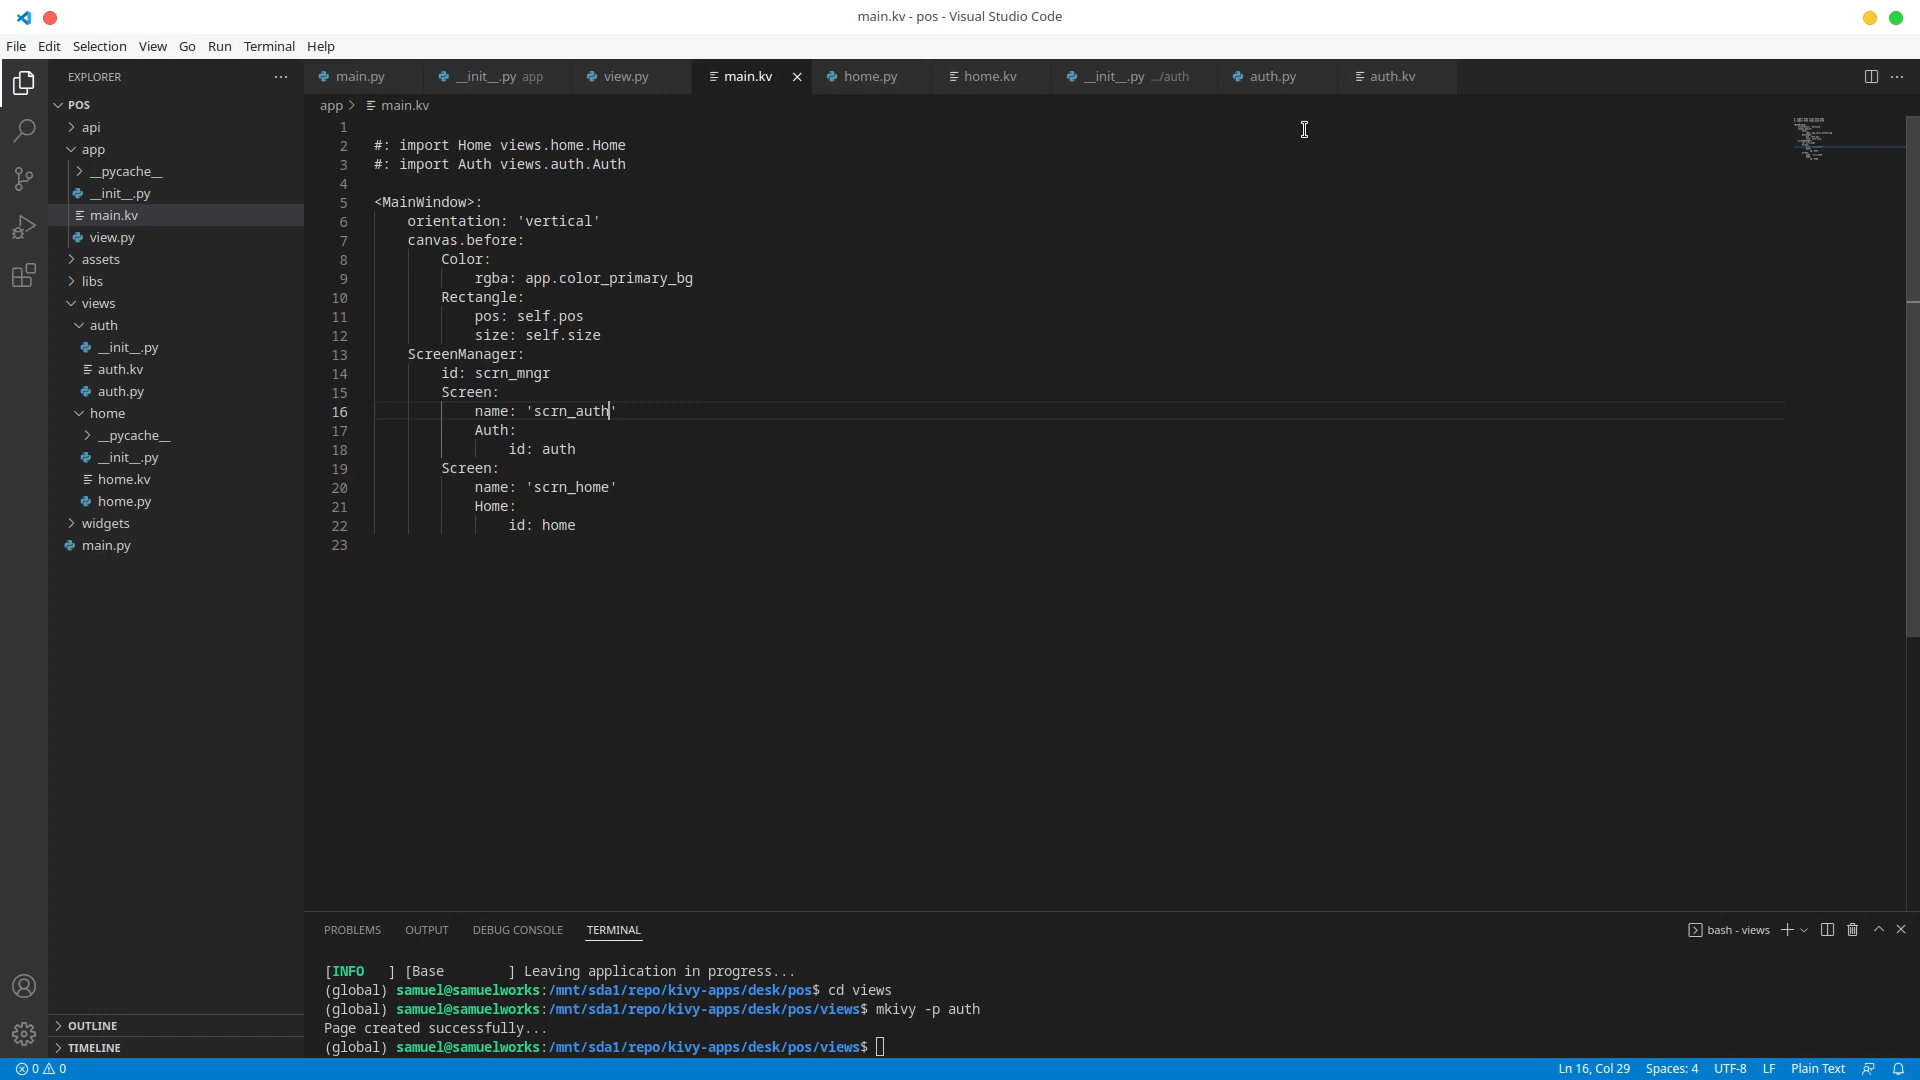 main.kv - pos - Visual Studio Code
File Edit Selection View Go Run Terminal Help
EXPLORER
POS
api
app
__pycache__
__init__.py
main.kv
view.py
assets
libs
views
auth
__init__.py
auth.kv
auth.py
home
__pycache__
__init__.py
home.kv
home.py
widgets
main.py
OUTLINE
TIMELINE
main.py __init__.py app view.py main.kv home.py home.kv __init__.py .../auth auth.py auth.kv
app > main.kv
1
2 #: import Home views.home.Home
3 #: import Auth views.auth.Auth
4
5 <MainWindow>:
6 orientation: 'vertical'
7 canvas.before:
8 Color:
9 rgba: app.color_primary_bg
10 Rectangle:
11 pos: self.pos
12 size: self.size
13 ScreenManager:
14 id: scrn_mngr
15 Screen:
16 name: 'scrn_auth'
17 Auth:
18 id: auth
19 Screen:
20 name: 'scrn_home'
21 Home:
22 id: home
23
PROBLEMS OUTPUT DEBUG CONSOLE TERMINAL
bash - views
[INFO   ] [Base        ] Leaving application in progress...
(global) samuel@samuelworks:/mnt/sda1/repo/kivy-apps/desk/pos$ cd views
(global) samuel@samuelworks:/mnt/sda1/repo/kivy-apps/desk/pos/views$ mkivy -p auth
Page created successfully...
(global) samuel@samuelworks:/mnt/sda1/repo/kivy-apps/desk/pos/views$
0 0 Ln 16, Col 29 Spaces: 4 UTF-8 LF Plain Text